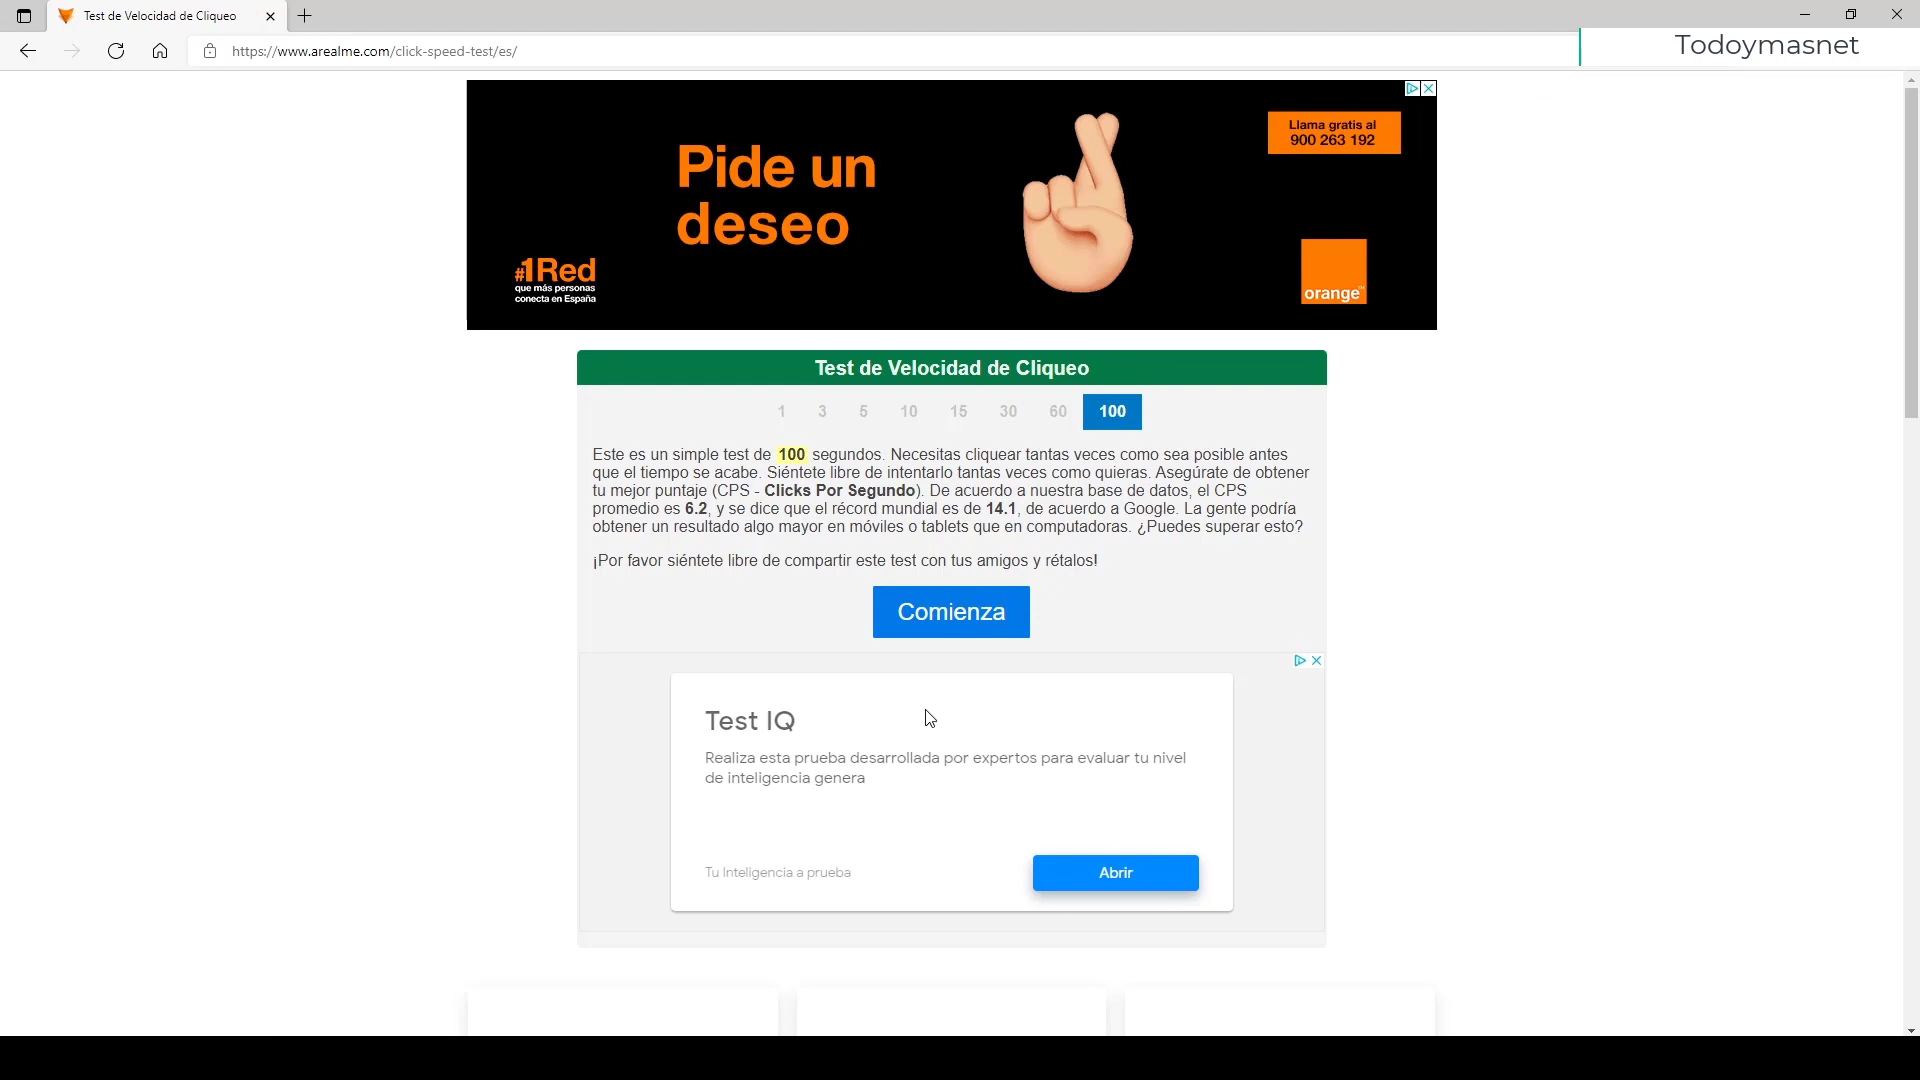 Test de Velocidad de Cliqueo
https://www.arealme.com/click-speed-test/es/
Todoymasnet
Pide un
deseo
Llama gratis al
900 263 192
#1Red
que más personas
conecta en España
orange™
Test de Velocidad de Cliqueo
1 3 5 10 15 30 60 100
Este es un simple test de 100 segundos. Necesitas cliquear tantas veces como sea posible antes
que el tiempo se acabe. Siéntete libre de intentarlo tantas veces como quieras. Asegúrate de obtener
tu mejor puntaje (CPS - Clicks Por Segundo). De acuerdo a nuestra base de datos, el CPS
promedio es 6.2, y se dice que el récord mundial es de 14.1, de acuerdo a Google. La gente podría
obtener un resultado algo mayor en móviles o tablets que en computadoras. ¿Puedes superar esto?
¡Por favor siéntete libre de compartir este test con tus amigos y rétalos!
Comienza
Test IQ
Realiza esta prueba desarrollada por expertos para evaluar tu nivel
de inteligencia genera
Tu Inteligencia a prueba
Abrir